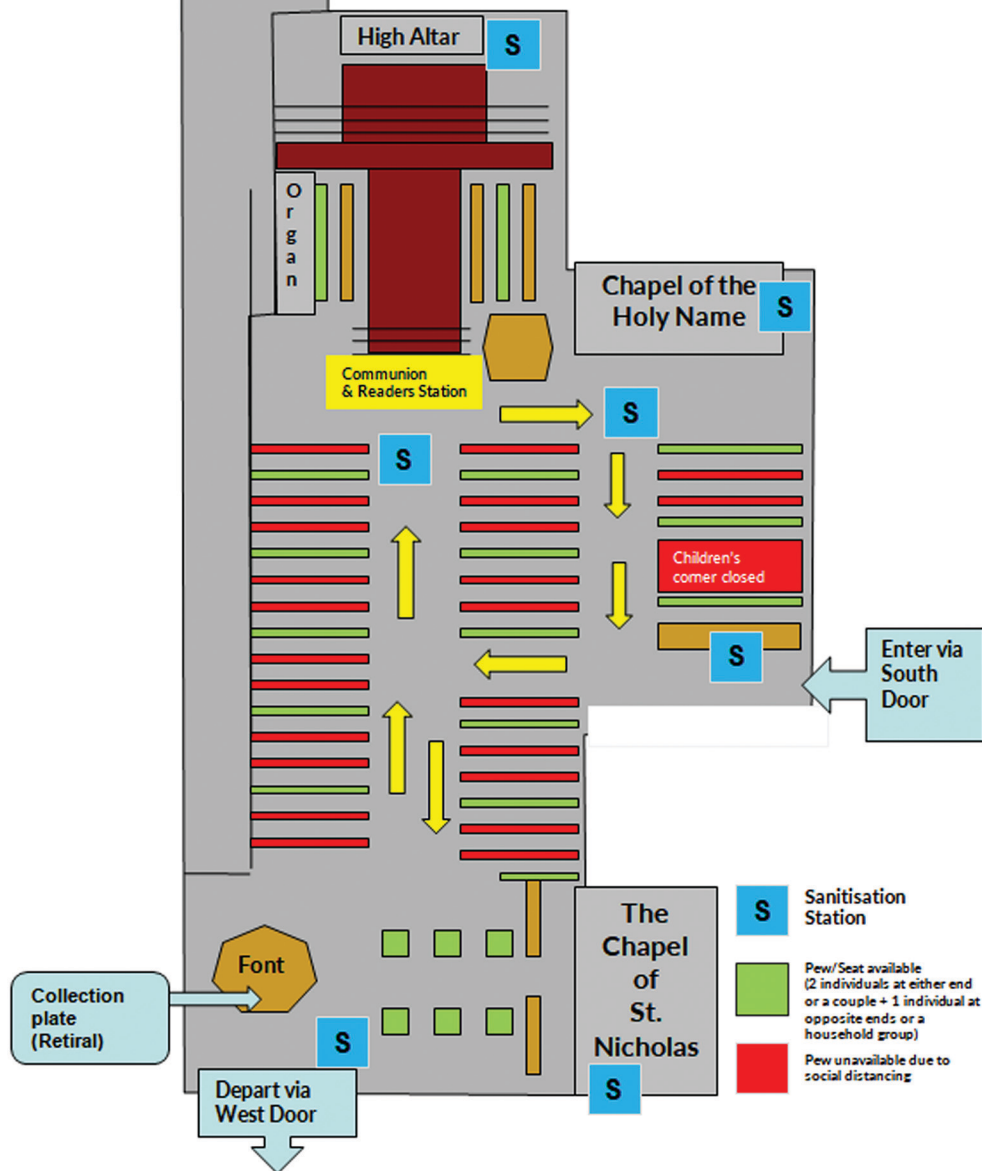 High Altar
S
O
r
g
a
n
Chapel of the
Holy Name
S
Communion
& Readers Station
S
S
Children's
corner closed
S
Enter via
South
Door
The
Chapel
of
St.
Nicholas
S
S
Sanitisation
Station
Pew/Seat available
(2 individuals at either end
or a couple + 1 individual at
opposite ends or a
household group)
Pew unavailable due to
social distancing
Font
Collection
plate
(Retiral)
S
Depart via
West Door